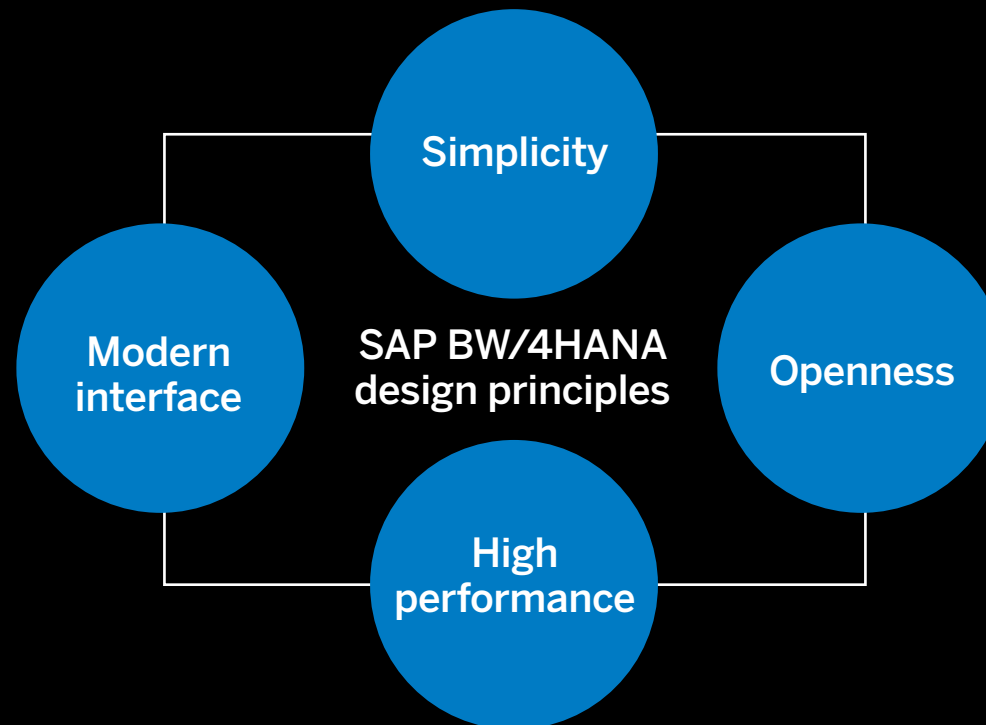 Simplicity
Modern
interface
SAP BW/4HANA
design principles
Openness
High
performance